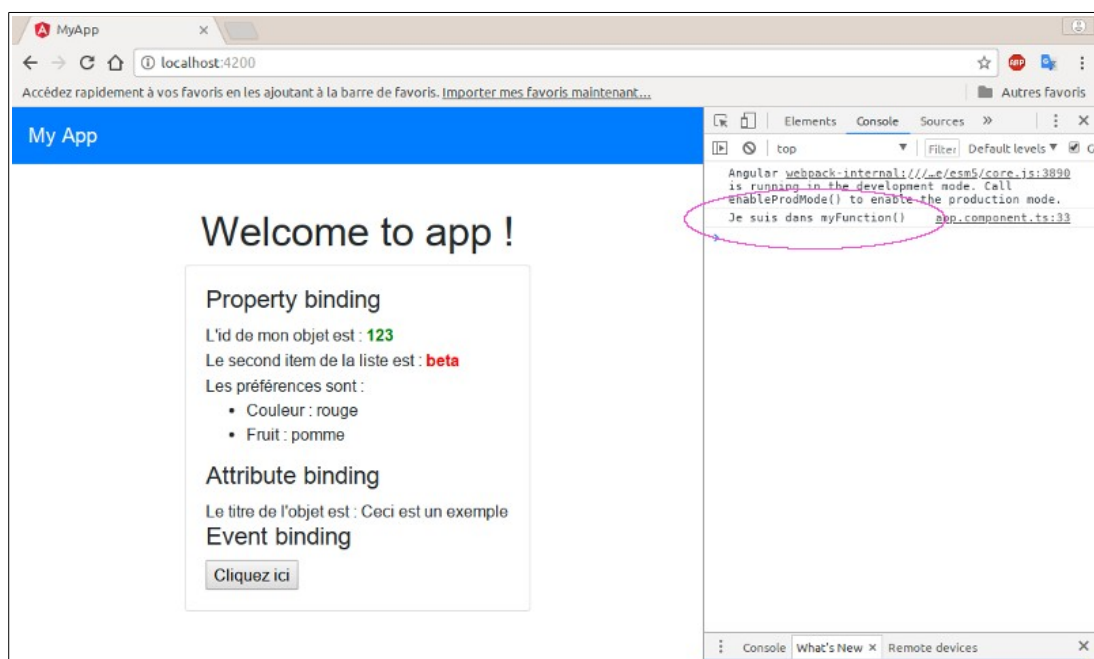 MyApp
localhost:4200
Accédez rapidement à vos favoris en les ajoutant à la barre de favoris. Importer mes favoris maintenant...
Autres favoris
My App
Elements Console Sources »
top Filter Default levels
Angular webpack-internal:///…e/esm5/core.js:3890
is running in the development mode. Call
enableProdMode() to enable the production mode.
Je suis dans myFunction() app.component.ts:33
Welcome to app !
Property binding
L'id de mon objet est : 123
Le second item de la liste est : beta
Les préférences sont :
• Couleur : rouge
• Fruit : pomme
Attribute binding
Le titre de l'objet est : Ceci est un exemple
Event binding
Cliquez ici
Console What's New × Remote devices